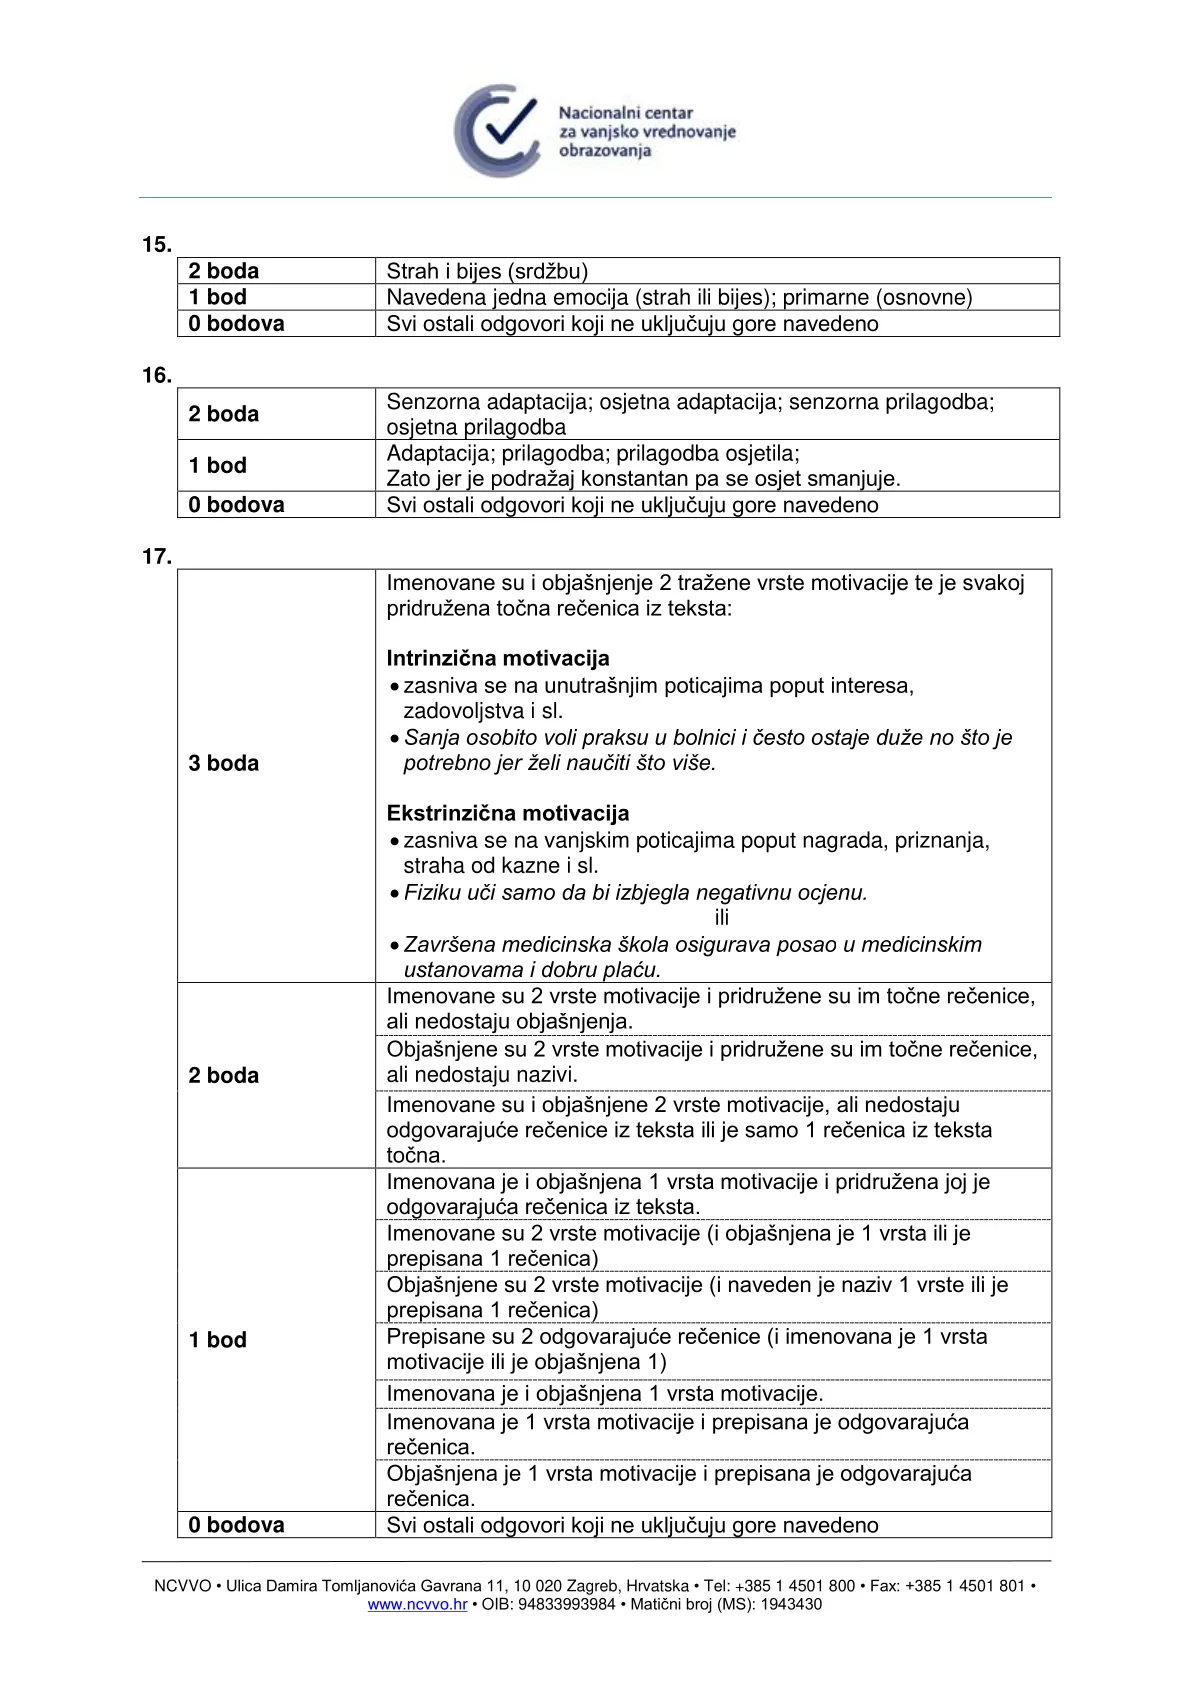 Nacionalni centar
za vanjsko vrednovanje
obrazovanja
15.
2 boda
Strah i bijes (srdžbu)
1 bod
Navedena jedna emocija (strah ili bijes); primarne (osnovne)
0 bodova
Svi ostali odgovori koji ne uključuju gore navedeno
16.
2 boda
Senzorna adaptacija; osjetna adaptacija; senzorna prilagodba;
osjetna prilagodba
1 bod
Adaptacija; prilagodba; prilagodba osjetila;
Zato jer je podražaj konstantan pa se osjet smanjuje.
0 bodova
Svi ostali odgovori koji ne uključuju gore navedeno
17.
3 boda
Imenovane su i objašnjenje 2 tražene vrste motivacije te je svakoj
pridružena točna rečenica iz teksta:
Intrinzična motivacija
• zasniva se na unutrašnjim poticajima poput interesa,
zadovoljstva i sl.
• Sanja osobito voli praksu u bolnici i često ostaje duže no što je
potrebno jer želi naučiti što više.
Ekstrinzična motivacija
• zasniva se na vanjskim poticajima poput nagrada, priznanja,
straha od kazne i sl.
• Fiziku uči samo da bi izbjegla negativnu ocjenu.
ili
• Završena medicinska škola osigurava posao u medicinskim
ustanovama i dobru plaću.
2 boda
Imenovane su 2 vrste motivacije i pridružene su im točne rečenice,
ali nedostaju objašnjenja.
Objašnjene su 2 vrste motivacije i pridružene su im točne rečenice,
ali nedostaju nazivi.
Imenovane su i objašnjene 2 vrste motivacije, ali nedostaju
odgovarajuće rečenice iz teksta ili je samo 1 rečenica iz teksta
točna.
1 bod
Imenovana je i objašnjena 1 vrsta motivacije i pridružena joj je
odgovarajuća rečenica iz teksta.
Imenovane su 2 vrste motivacije (i objašnjena je 1 vrsta ili je
prepisana 1 rečenica)
Objašnjene su 2 vrste motivacije (i naveden je naziv 1 vrste ili je
prepisana 1 rečenica)
Prepisane su 2 odgovarajuće rečenice (i imenovana je 1 vrsta
motivacije ili je objašnjena 1)
Imenovana je i objašnjena 1 vrsta motivacije.
Imenovana je 1 vrsta motivacije i prepisana je odgovarajuća
rečenica.
Objašnjena je 1 vrsta motivacije i prepisana je odgovarajuća
rečenica.
0 bodova
Svi ostali odgovori koji ne uključuju gore navedeno
NCVVO • Ulica Damira Tomljanovića Gavrana 11, 10 020 Zagreb, Hrvatska • Tel: +385 1 4501 800 • Fax: +385 1 4501 801 •
www.ncvvo.hr • OIB: 94833993984 • Matični broj (MS): 1943430